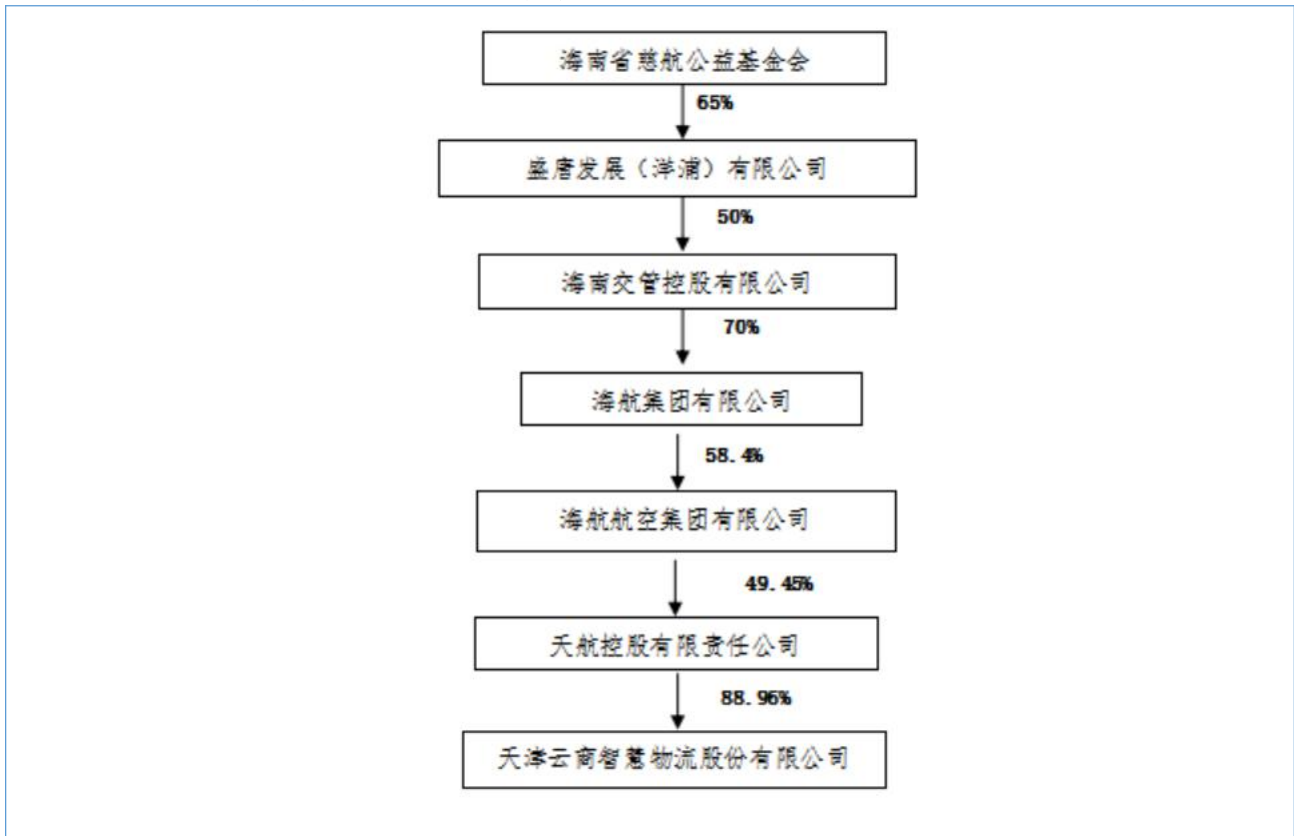 海南省慈航公益基金会
65%
盛唐发展（洋浦）有限公司
50%
海南交管控股有限公司
70%
海航集团有限公司
58.4%
海航航空集团有限公司
49.45%
天航控股有限责任公司
88.96%
天津云商智慧物流股份有限公司